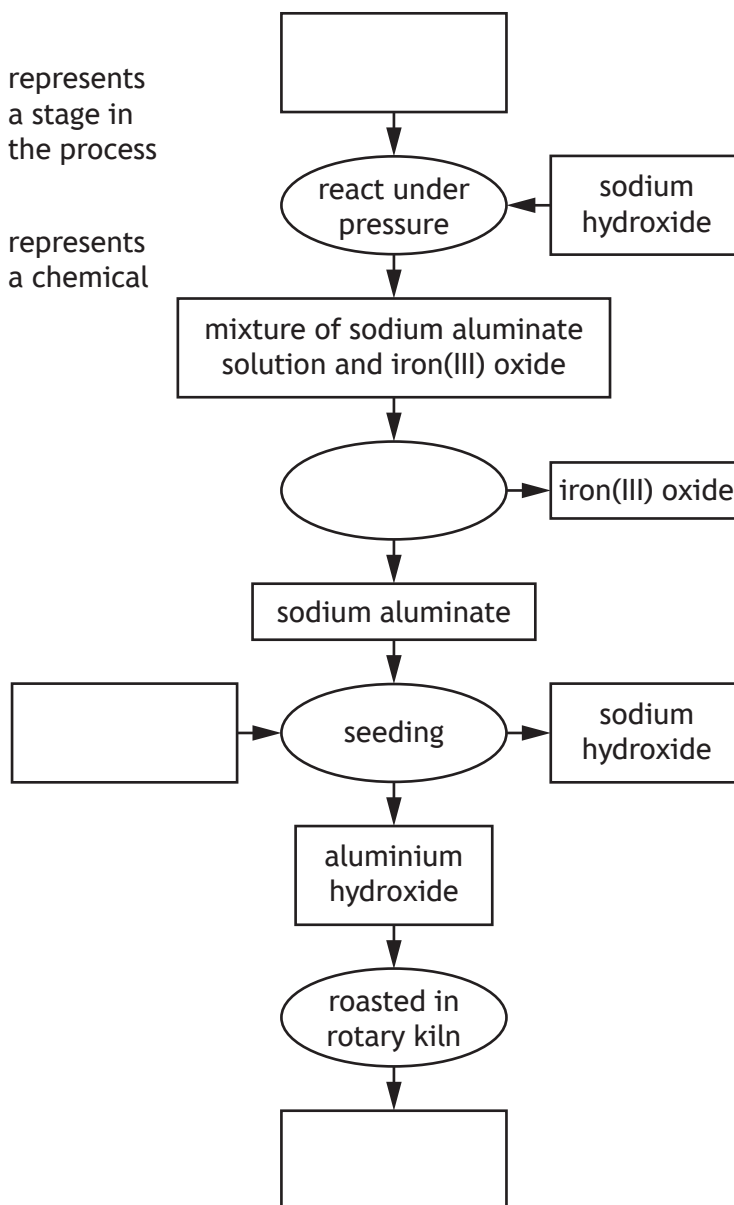 represents
a stage in
the process
react under
pressure
sodium
hydroxide
represents
a chemical
mixture of sodium aluminate
solution and iron(III) oxide
iron(III) oxide
sodium aluminate
seeding
sodium
hydroxide
aluminium
hydroxide
roasted in
rotary kiln